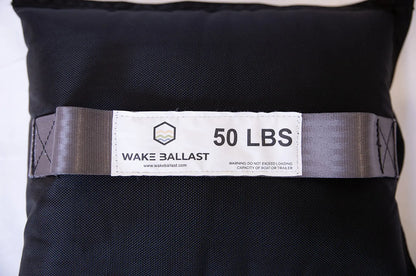 50 LBS
WAKE BALLAST
www.wakeballast.com
WARNING: DO NOT EXCEED LOADING
CAPACITY OF BOAT OR TRAILER